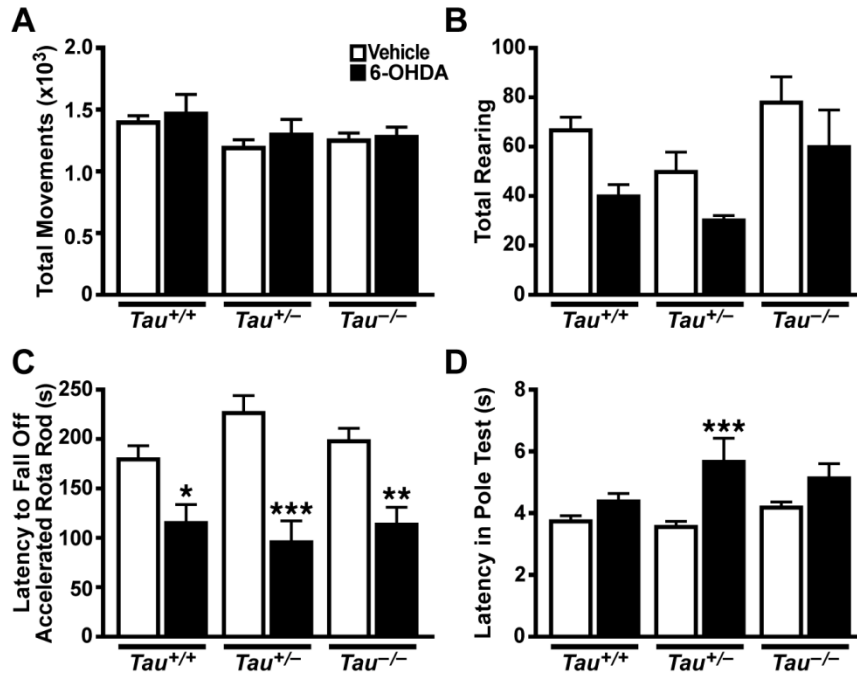 A
Total Movements (x10³)
2.0
1.5
1.0
0.5
0
Vehicle
6-OHDA
Tau+/+
Tau+/–
Tau–/–
B
Total Rearing
100
80
60
40
20
0
Tau+/+
Tau+/–
Tau–/–
C
Latency to Fall Off
Accelerated Rota Rod (s)
250
200
150
100
50
0
*
***
**
Tau+/+
Tau+/–
Tau–/–
D
Latency in Pole Test (s)
8
6
4
2
0
***
Tau+/+
Tau+/–
Tau–/–